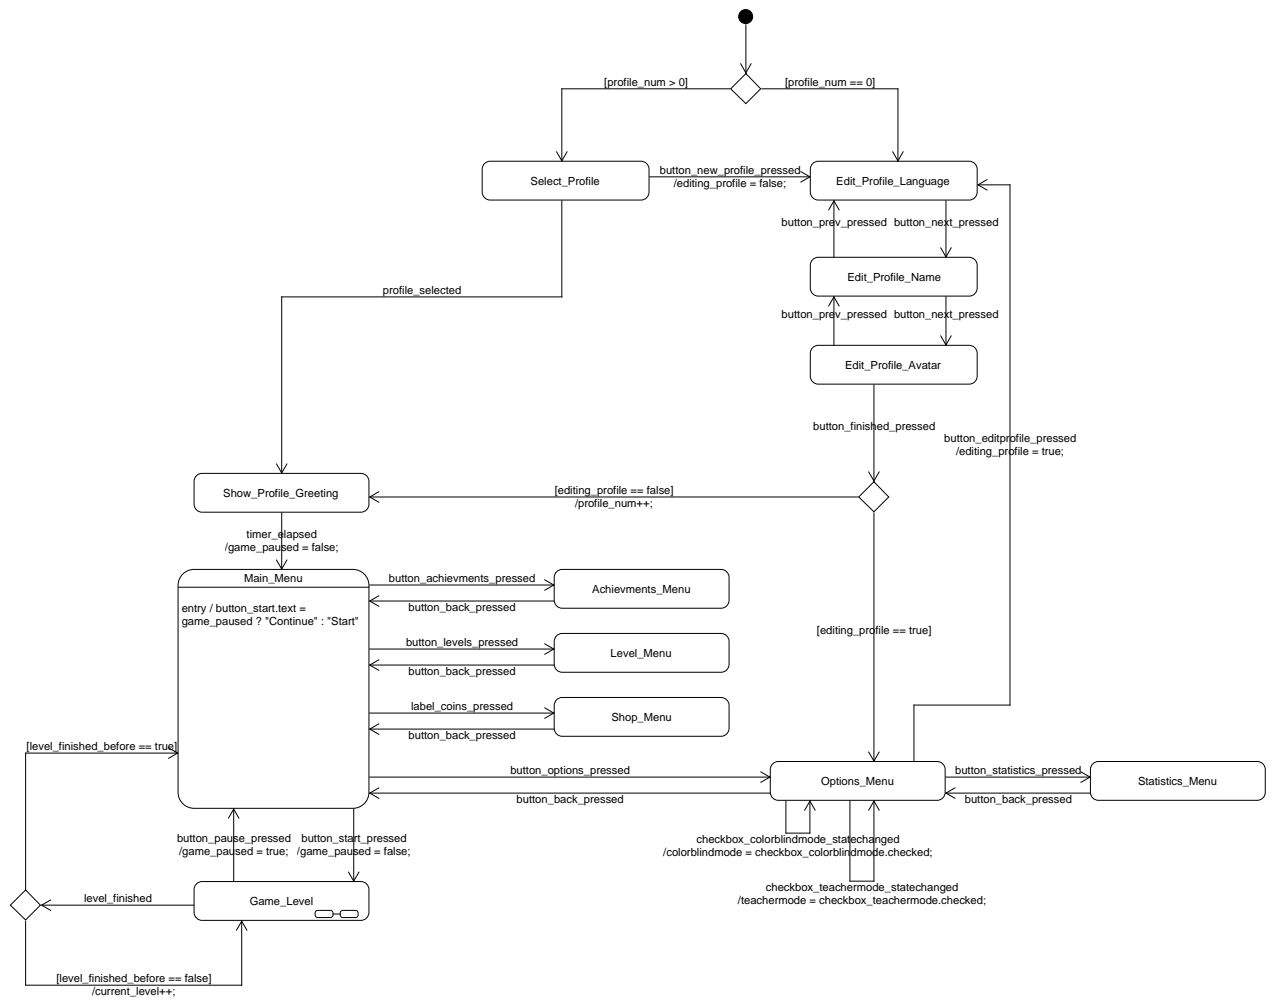 [profile_num > 0]
[profile_num == 0]
Select_Profile
button_new_profile_pressed
/editing_profile = false;
Edit_Profile_Language
button_prev_pressed
button_next_pressed
Edit_Profile_Name
profile_selected
button_prev_pressed
button_next_pressed
Edit_Profile_Avatar
button_finished_pressed
button_editprofile_pressed
/editing_profile = true;
Show_Profile_Greeting
[editing_profile == false]
/profile_num++;
timer_elapsed
/game_paused = false;
Main_Menu
entry / button_start.text =
game_paused ? "Continue" : "Start"
button_achievments_pressed
button_back_pressed
Achievments_Menu
[editing_profile == true]
button_levels_pressed
button_back_pressed
Level_Menu
label_coins_pressed
button_back_pressed
Shop_Menu
[level_finished_before == true]
button_options_pressed
button_back_pressed
Options_Menu
button_statistics_pressed
button_back_pressed
Statistics_Menu
button_pause_pressed
/game_paused = true;
button_start_pressed
/game_paused = false;
checkbox_colorblindmode_statechanged
/colorblindmode = checkbox_colorblindmode.checked;
checkbox_teachermode_statechanged
/teachermode = checkbox_teachermode.checked;
level_finished
Game_Level
[level_finished_before == false]
/current_level++;